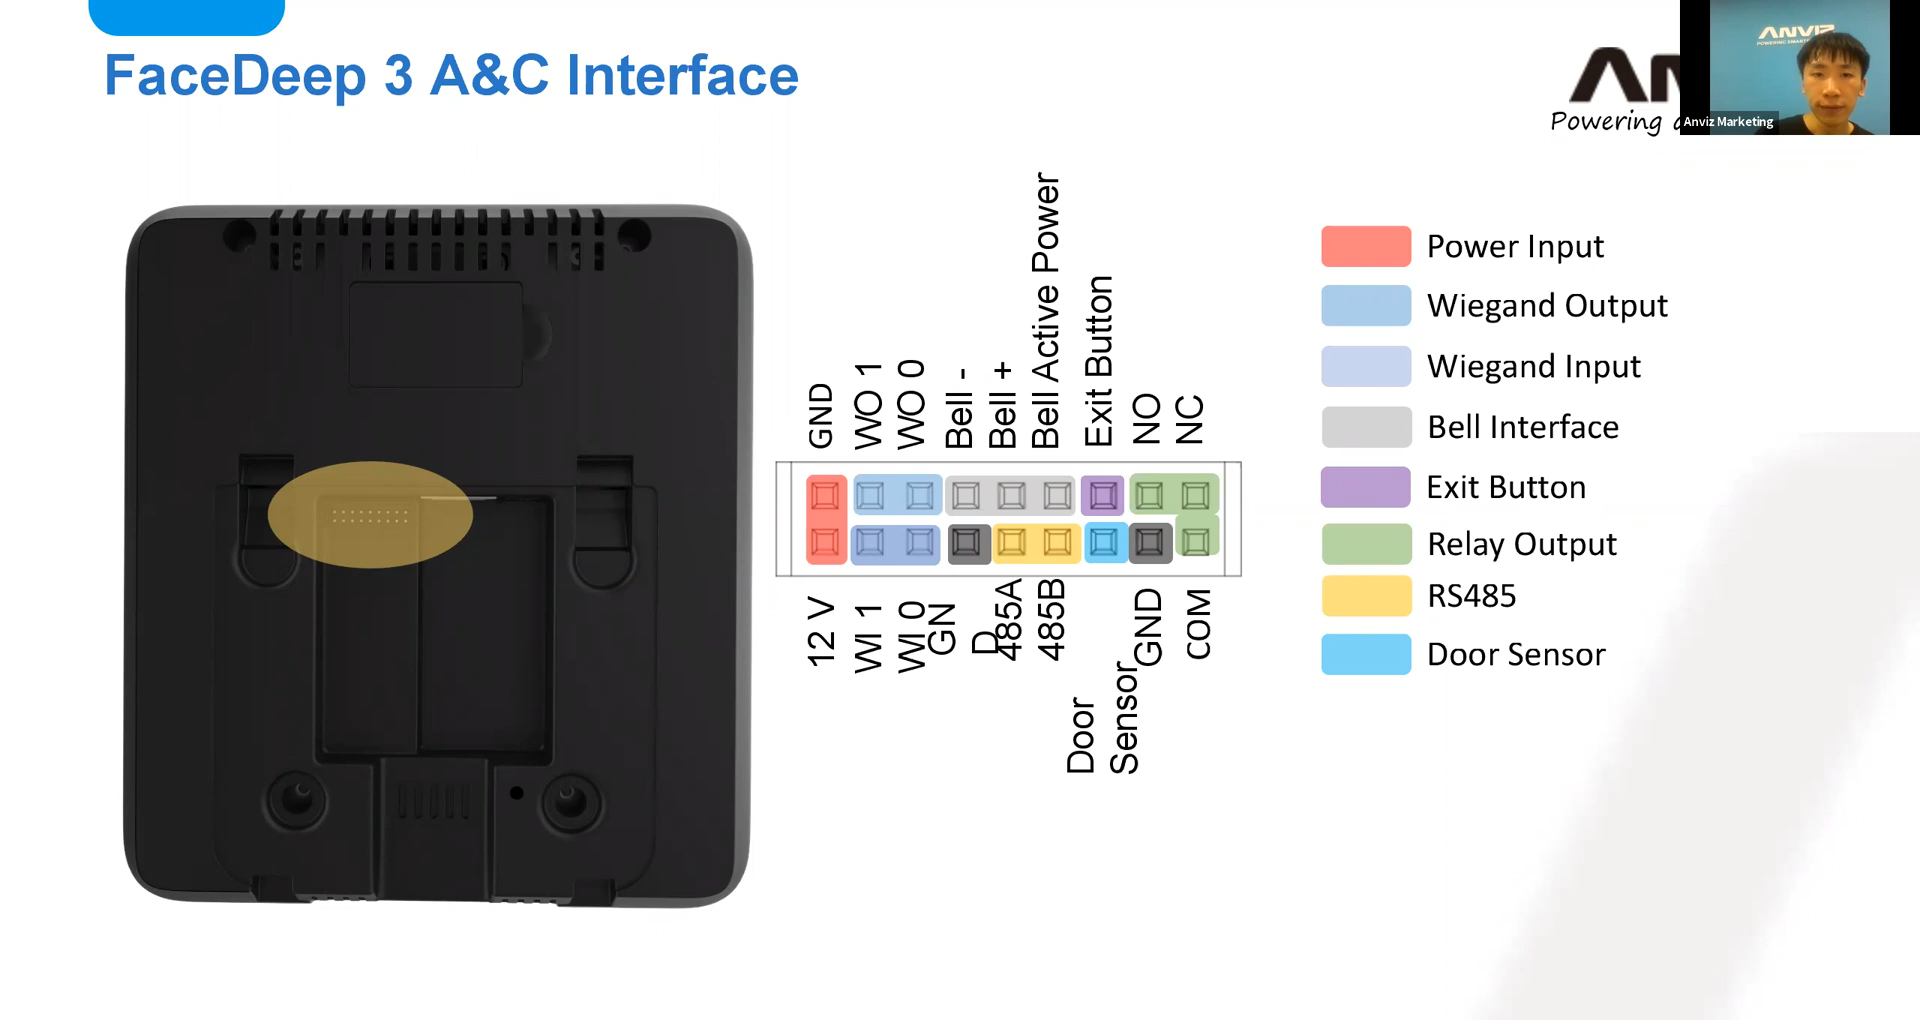 FaceDeep 3 A&C Interface
ANVIZ
Powering
Anviz Marketing
GND
WO 1
WO 0
Bell -
Bell +
Bell Active Power
Exit Button
NO
NC
12 V
WI 1
WI 0
GN
D
485A
485B
Door
Sensor
GND
COM
Power Input
Wiegand Output
Wiegand Input
Bell Interface
Exit Button
Relay Output
RS485
Door Sensor